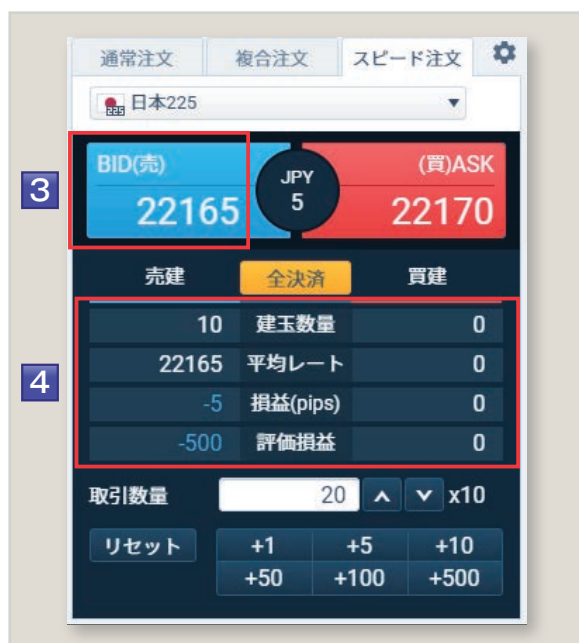 通常注文 複合注文 スピード注文
225 日本225
3
BID(売) JPY (買)ASK
22165 5 22170
売建 全決済 買建
4
10 建玉数量 0
22165 平均レート 0
-5 損益(pips) 0
-500 評価損益 0
取引数量 20 x10
リセット +1 +5 +10
+50 +100 +500